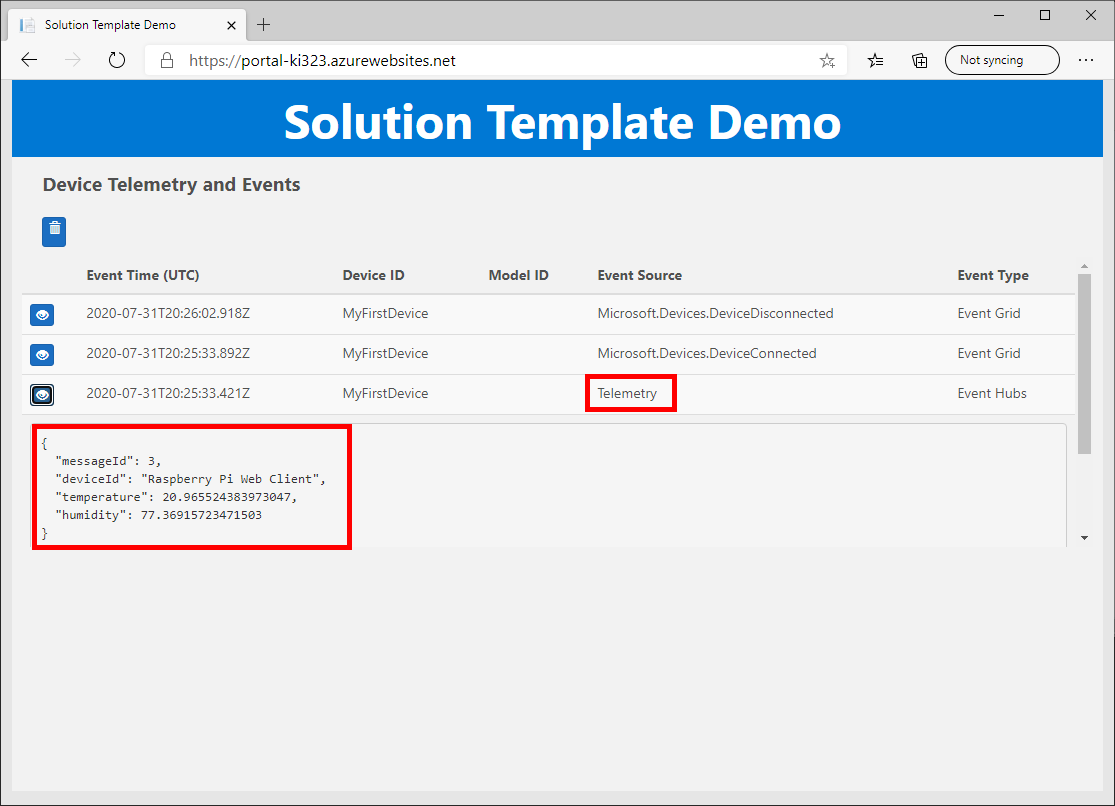 Solution Template Demo
https://portal-ki323.azurewebsites.net
Not syncing
Solution Template Demo
Device Telemetry and Events
Event Time (UTC) Device ID Model ID Event Source Event Type
2020-07-31T20:26:02.918Z MyFirstDevice Microsoft.Devices.DeviceDisconnected Event Grid
2020-07-31T20:25:33.892Z MyFirstDevice Microsoft.Devices.DeviceConnected Event Grid
2020-07-31T20:25:33.421Z MyFirstDevice Telemetry Event Hubs
{
"messageId": 3,
"deviceId": "Raspberry Pi Web Client",
"temperature": 20.965524383973047,
"humidity": 77.36915723471503
}